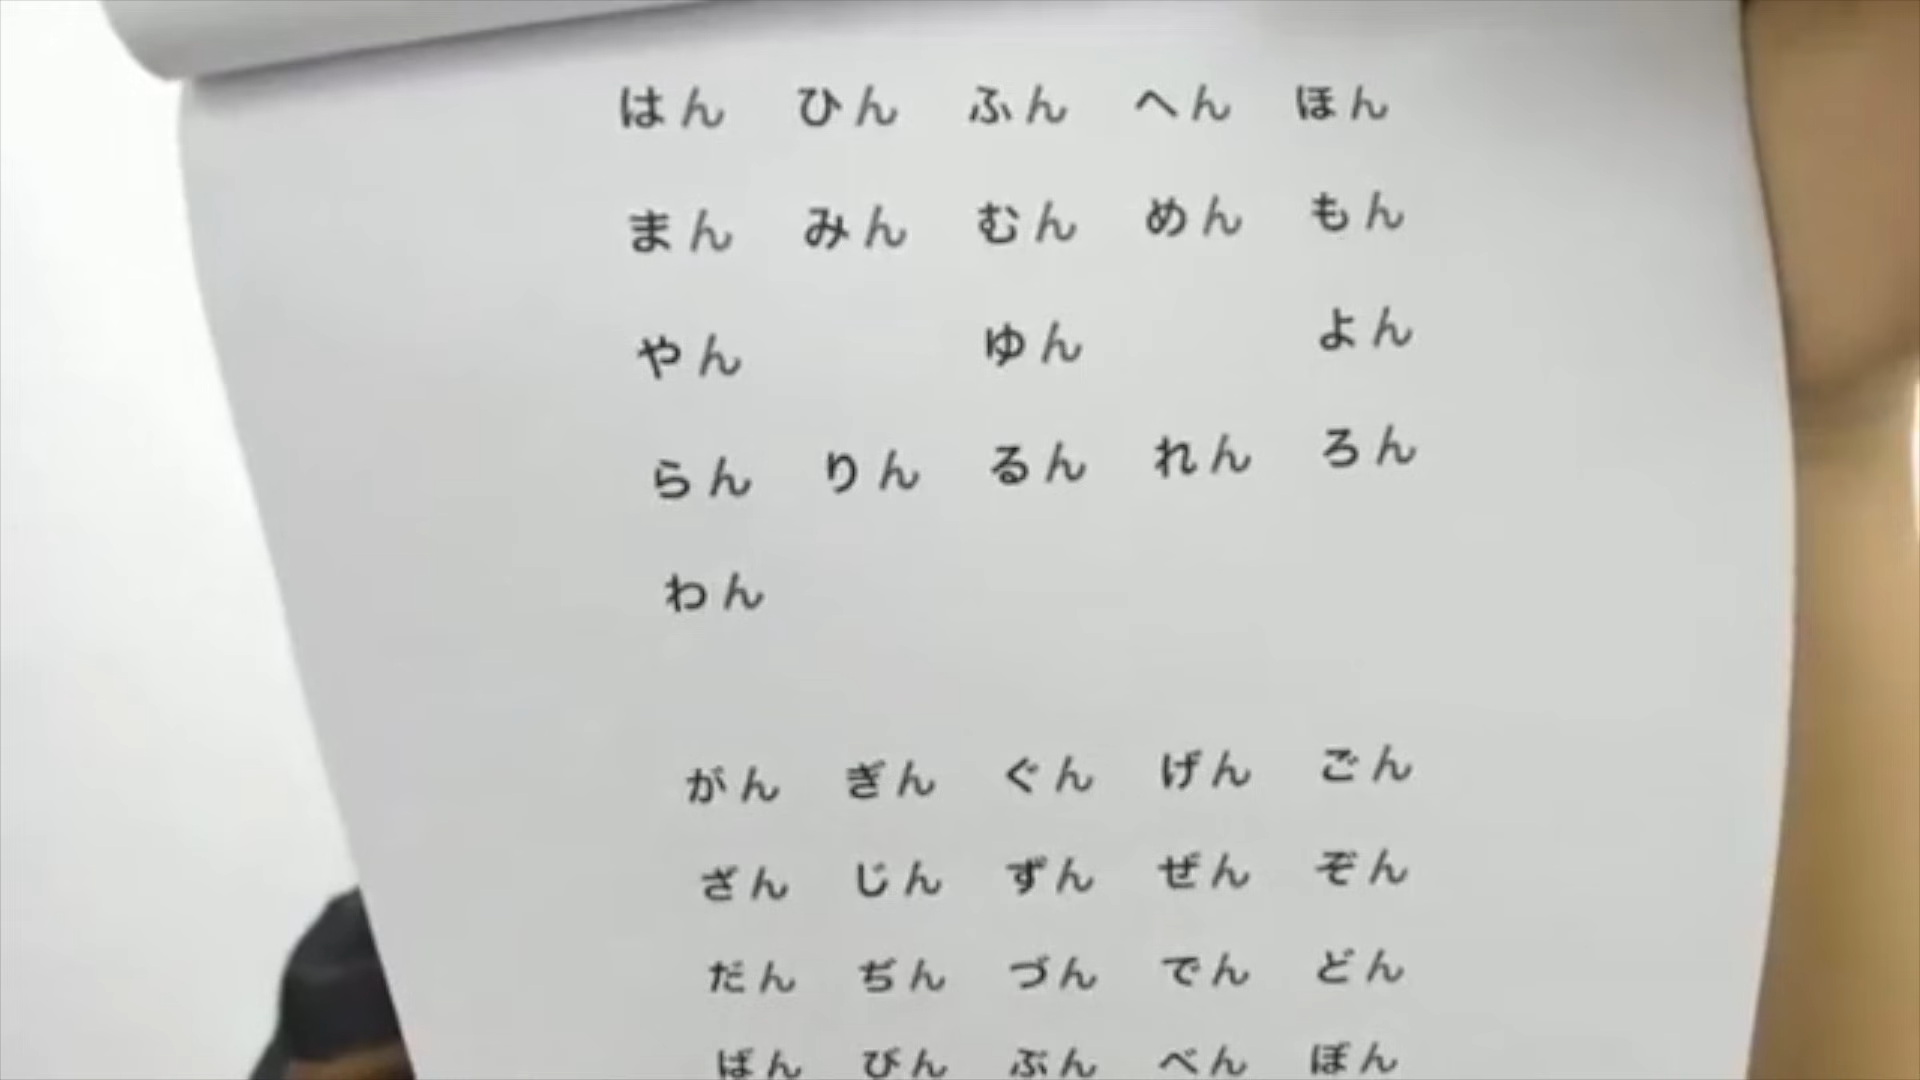 はん ひん ふん へん ほん
まん みん むん めん もん
やん ゆん よん
らん りん るん れん ろん
わん
がん ぎん ぐん げん ごん
ざん じん ずん ぜん ぞん
だん ぢん づん でん どん
ばん びん ぶん べん ぼん